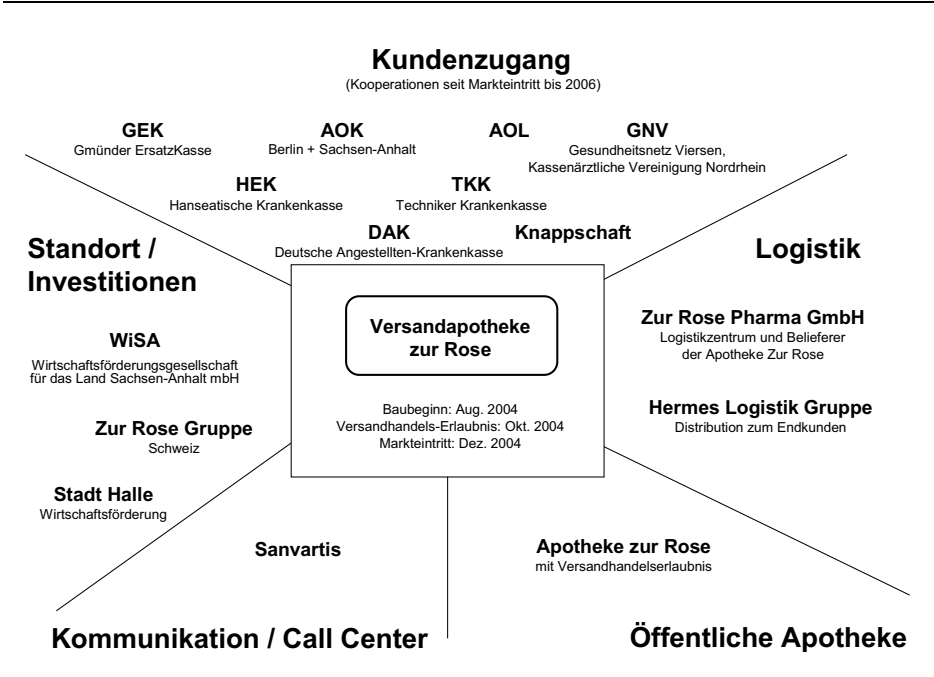 Kundenzugang
(Kooperationen seit Markteintritt bis 2006)
GEK
Gmünder ErsatzKasse
AOK
Berlin + Sachsen-Anhalt
AOL
GNV
Gesundheitsnetz Viersen,
Kassenärztliche Vereinigung Nordrhein
HEK
Hanseatische Krankenkasse
TKK
Techniker Krankenkasse
DAK
Deutsche Angestellten-Krankenkasse
Knappschaft
Standort /
Investitionen
WiSA
Wirtschaftsförderungsgesellschaft
für das Land Sachsen-Anhalt mbH
Zur Rose Gruppe
Schweiz
Stadt Halle
Wirtschaftsförderung
Versandapotheke
zur Rose
Baubeginn: Aug. 2004
Versandhandels-Erlaubnis: Okt. 2004
Markteintritt: Dez. 2004
Logistik
Zur Rose Pharma GmbH
Logistikzentrum und Belieferer
der Apotheke Zur Rose
Hermes Logistik Gruppe
Distribution zum Endkunden
Sanvartis
Kommunikation / Call Center
Apotheke zur Rose
mit Versandhandelserlaubnis
Öffentliche Apotheke